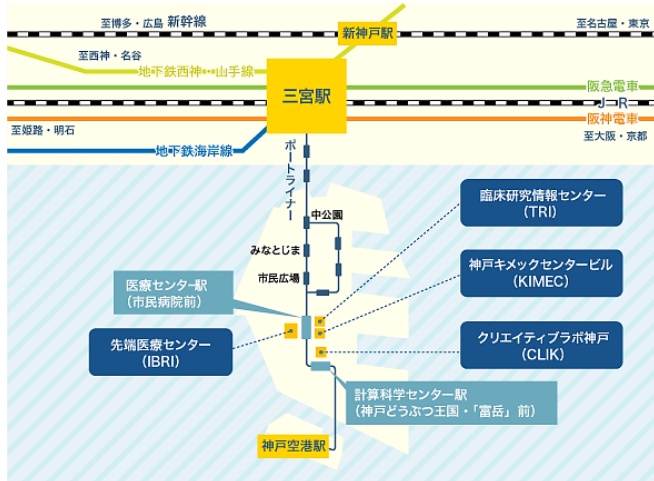 至博多・広島 新幹線
至名古屋・東京
新神戸駅
至西神・名谷
地下鉄西神・山手線
三宮駅
阪急電車
J R
阪神電車
至姫路・明石
至大阪・京都
地下鉄海岸線
ポートライナー
中公園
みなとじま
市民広場
臨床研究情報センター
(TRI)
神戸キメックセンタービル
(KIMEC)
医療センター駅
(市民病院前)
先端医療センター
(IBRI)
クリエイティブラボ神戸
(CLIK)
計算科学センター駅
(神戸どうぶつ王国・「富岳」前)
神戸空港駅